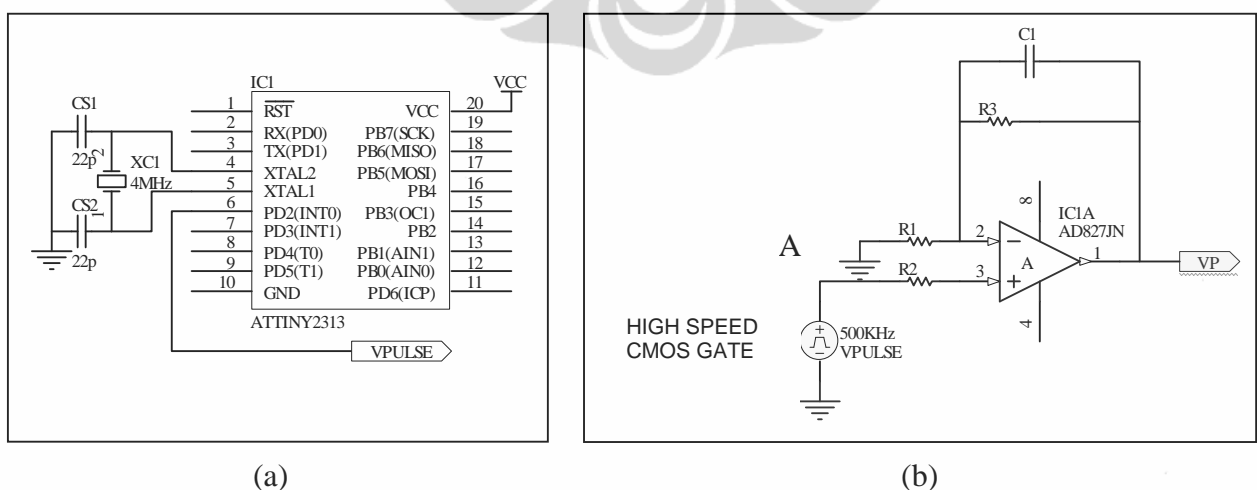 IC1
VCC
1 RST VCC 20
2 RX(PD0) PB7(SCK) 19
3 TX(PD1) PB6(MISO) 18
4 XTAL2 PB5(MOSI) 17
5 XTAL1 PB4 16
6 PD2(INT0) PB3(OC1) 15
7 PD3(INT1) PB2 14
8 PD4(T0) PB1(AIN1) 13
9 PD5(T1) PB0(AIN0) 12
10 GND PD6(ICP) 11
ATTINY2313
CS1
22p
2
XC1
4MHz
CS2
1
22p
VPULSE
(a)
C1
R3
8
IC1A
AD827JN
A
R1
2
R2
3
A
1
VP
4
HIGH SPEED
CMOS GATE
500KHz
VPULSE
(b)